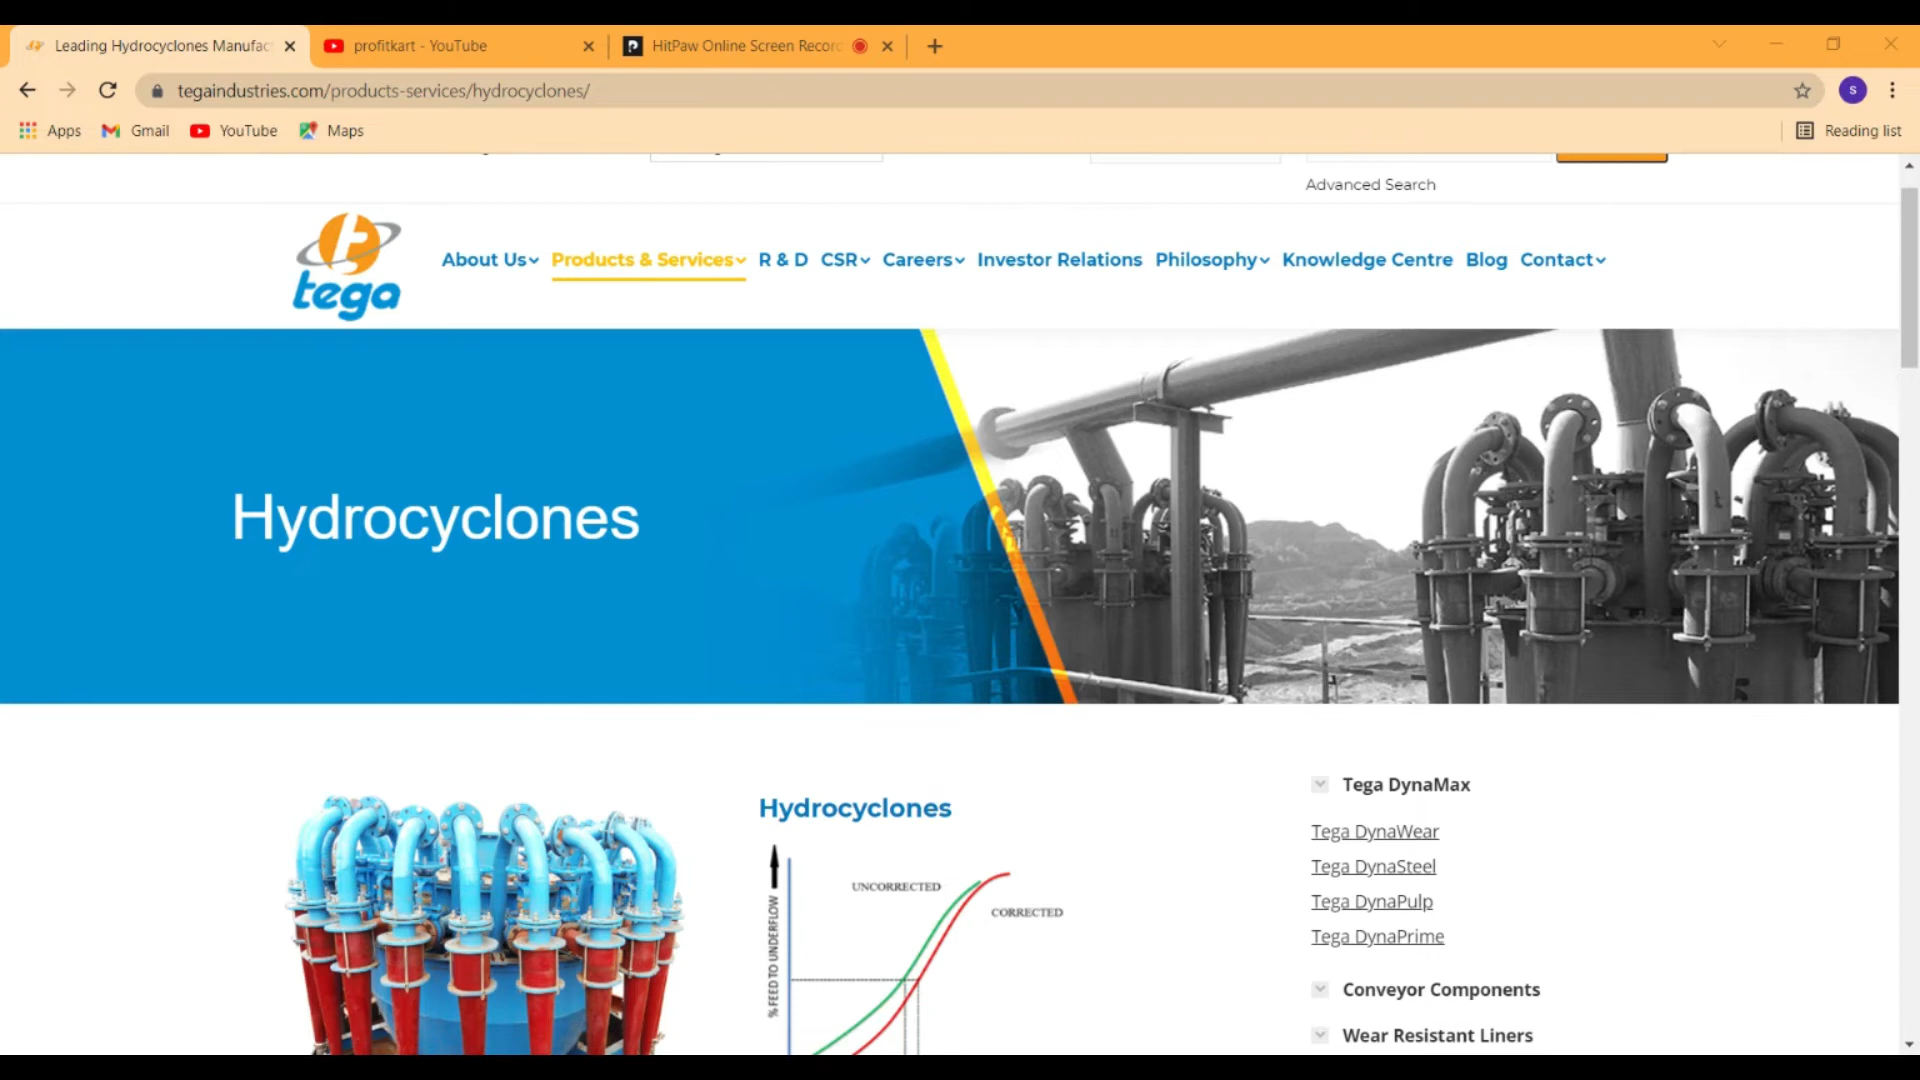 Leading Hydrocyclones Manufac
profitkart - YouTube
HitPaw Online Screen Recor
tegaindustries.com/products-services/hydrocyclones/
S
Apps
Gmail
YouTube
Maps
Reading list
Advanced Search
tega
About Us
Products & Services
R & D
CSR
Careers
Investor Relations
Philosophy
Knowledge Centre
Blog
Contact
Hydrocyclones
Hydrocyclones
UNCORRECTED
CORRECTED
% FEED TO UNDERFLOW
Tega DynaMax
Tega DynaWear
Tega DynaSteel
Tega DynaPulp
Tega DynaPrime
Conveyor Components
Wear Resistant Liners